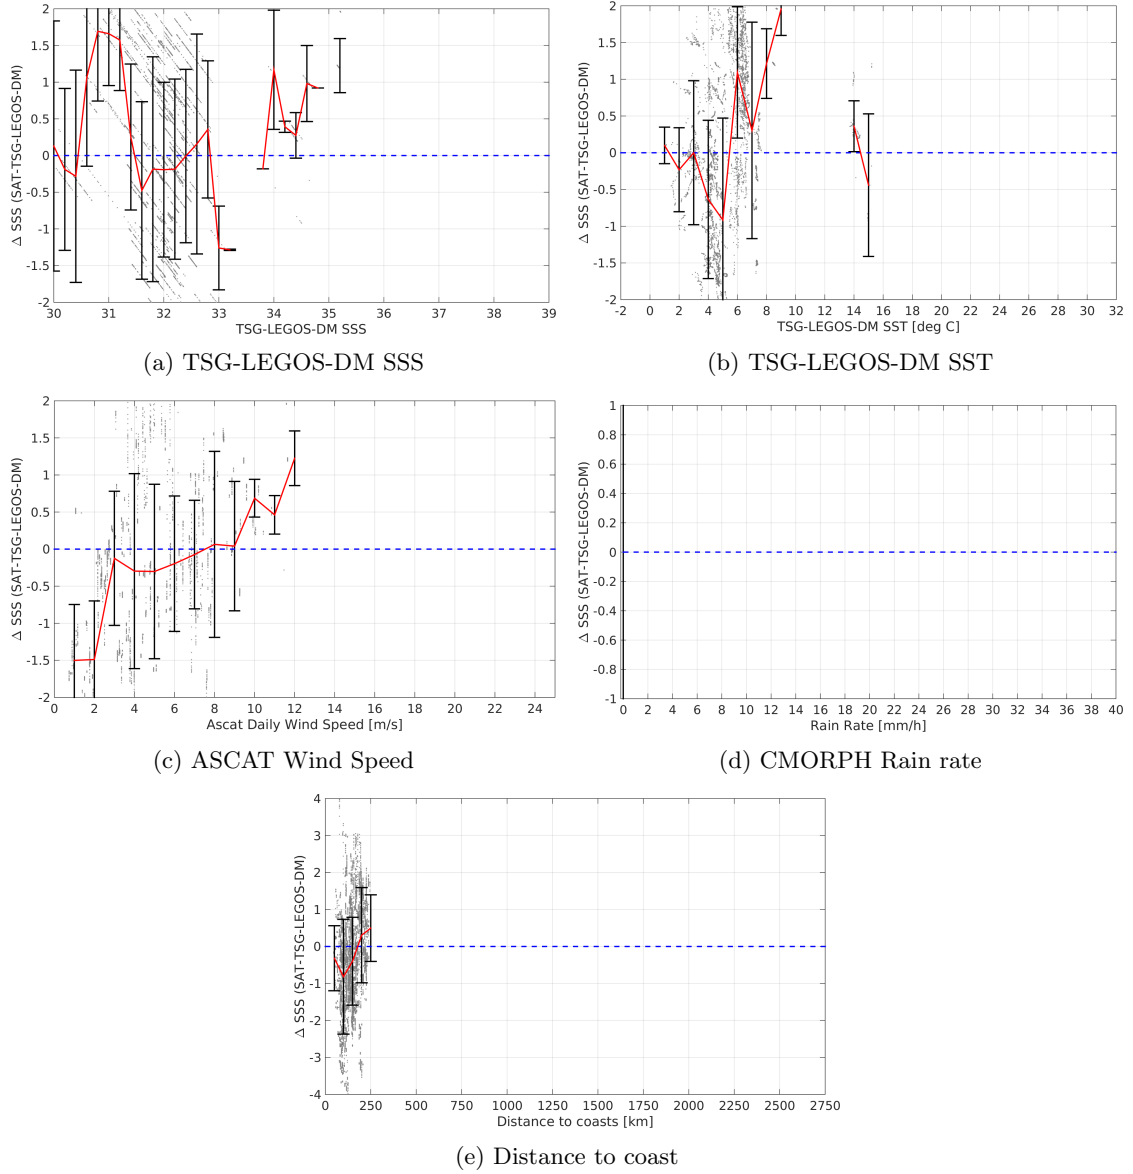 2
1.5
1
0.5
0
-0.5
-1
-1.5
-2
Δ SSS (SAT-TSG-LEGOS-DM)
30 31 32 33 34 35 36 37 38 39
TSG-LEGOS-DM SSS
(a) TSG-LEGOS-DM SSS
2
1.5
1
0.5
0
-0.5
-1
-1.5
-2
Δ SSS (SAT-TSG-LEGOS-DM)
-2 0 2 4 6 8 10 12 14 16 18 20 22 24 26 28 30 32
TSG-LEGOS-DM SST [deg C]
(b) TSG-LEGOS-DM SST
2
1.5
1
0.5
0
-0.5
-1
-1.5
-2
Δ SSS (SAT-TSG-LEGOS-DM)
0 2 4 6 8 10 12 14 16 18 20 22 24
Ascat Daily Wind Speed [m/s]
(c) ASCAT Wind Speed
1
0.8
0.6
0.4
0.2
0
-0.2
-0.4
-0.6
-0.8
-1
Δ SSS (SAT-TSG-LEGOS-DM)
0 2 4 6 8 10 12 14 16 18 20 22 24 26 28 30 32 34 36 38 40
Rain Rate [mm/h]
(d) CMORPH Rain rate
4
3
2
1
0
-1
-2
-3
-4
Δ SSS (SAT-TSG-LEGOS-DM)
0 250 500 750 1000 1250 1500 1750 2000 2250 2500 2750
Distance to coasts [km]
(e) Distance to coast